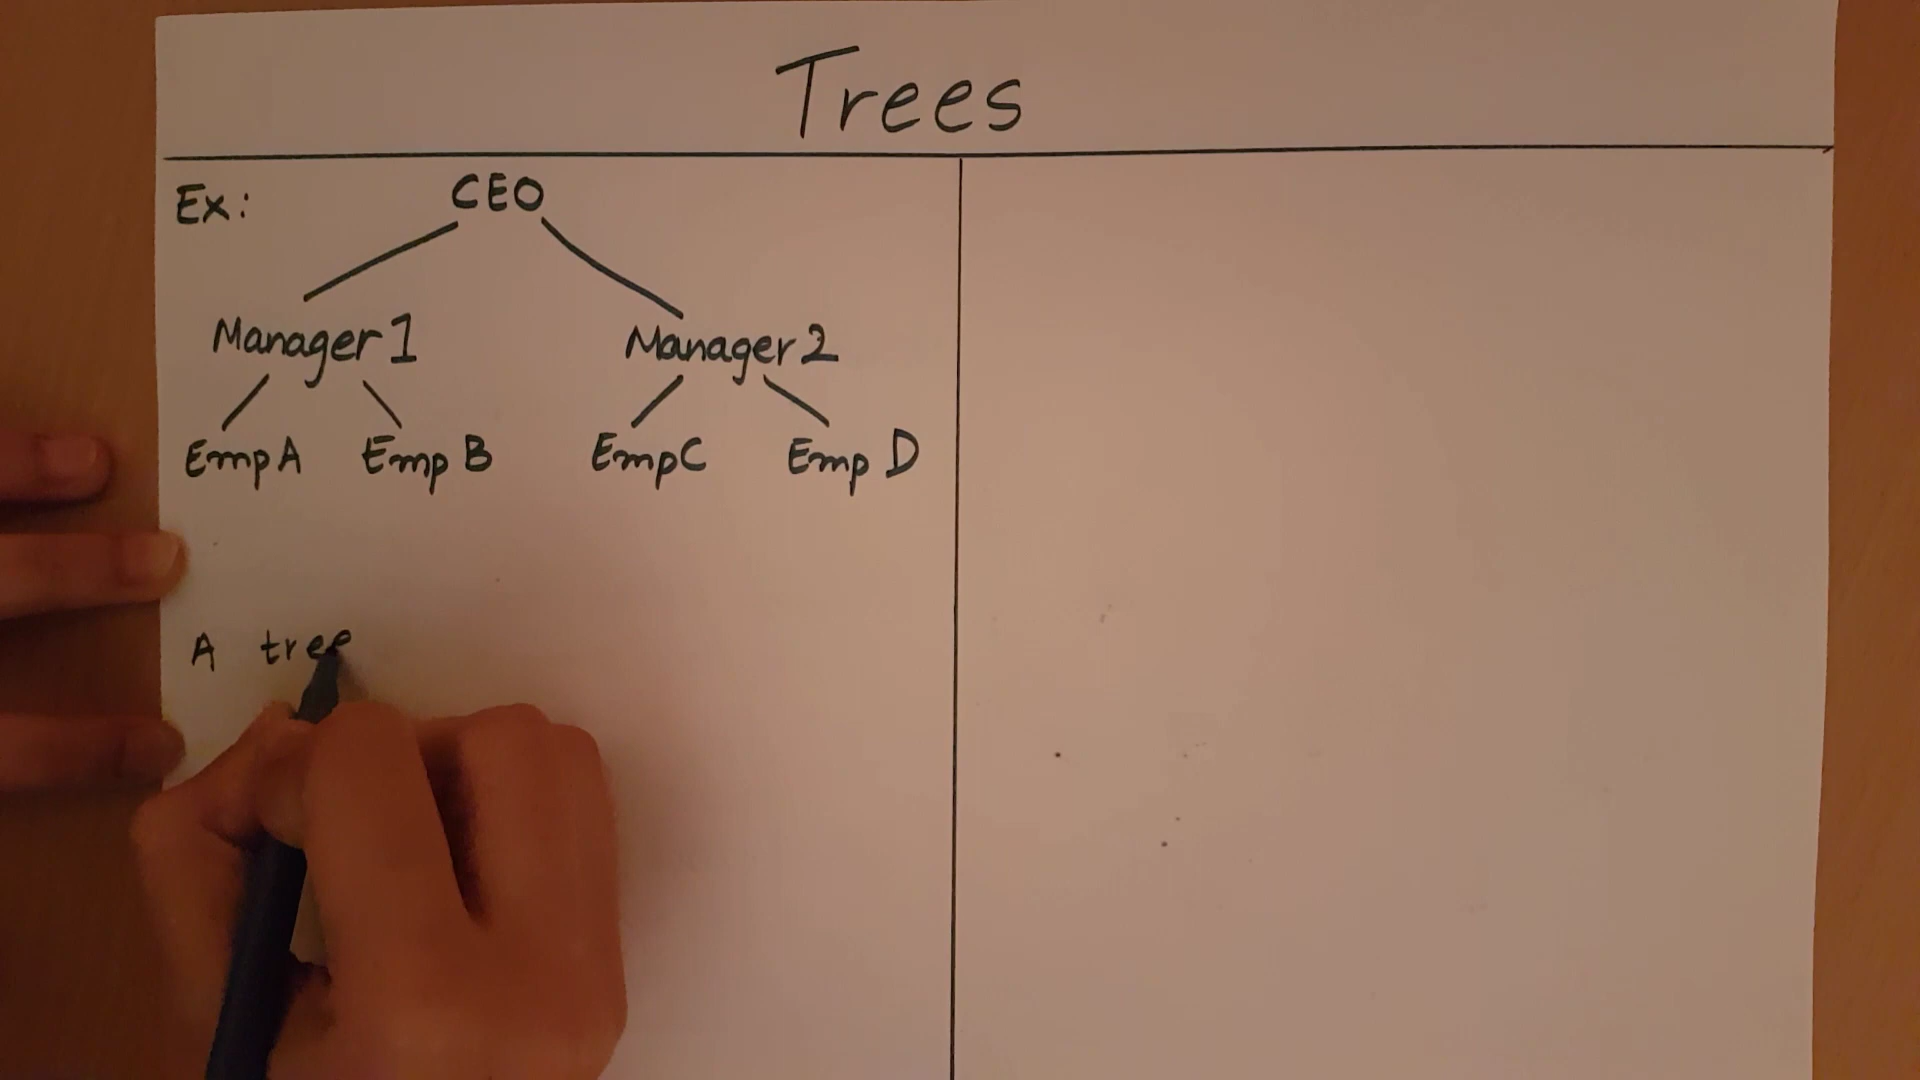 Trees
Ex: CEO
Manager 1 Manager 2
Emp A Emp B Emp C Emp D
A tree